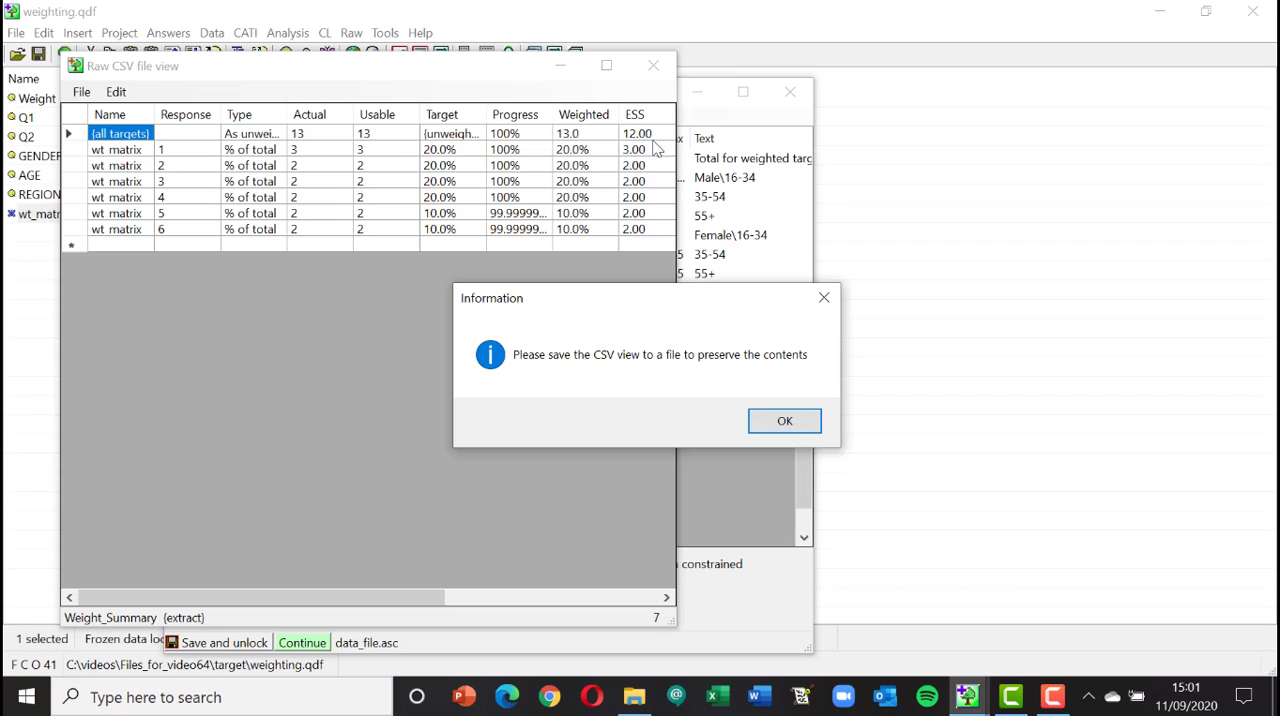 weighting.qdf
File Edit Insert Project Answers Data CATI Analysis CL Raw Tools Help
Name
Weight
Q1
Q2
GENDER
AGE
REGION
wt_matr
Raw CSV file view
File Edit
Name Response Type Actual Usable Target Progress Weighted ESS
{all targets} As unwei... 13 13 {unweigh... 100% 13.0 12.00
wt matrix 1 % of total 3 3 20.0% 100% 20.0% 3.00
wt matrix 2 % of total 2 2 20.0% 100% 20.0% 2.00
wt matrix 3 % of total 2 2 20.0% 100% 20.0% 2.00
wt matrix 4 % of total 2 2 20.0% 100% 20.0% 2.00
wt matrix 5 % of total 2 2 10.0% 99.99999... 10.0% 2.00
wt matrix 6 % of total 2 2 10.0% 99.99999... 10.0% 2.00
*
Weight_Summary {extract} 7
x Text
Total for weighted targ
... Male\16-34
35-54
55+
Female\16-34
5 35-54
5 55+
constrained
Information
Please save the CSV view to a file to preserve the contents
OK
1 selected Frozen data loc Save and unlock Continue data_file.asc
F C O 41 C:\videos\Files_for_video64\target\weighting.qdf
Type here to search
15:01
11/09/2020